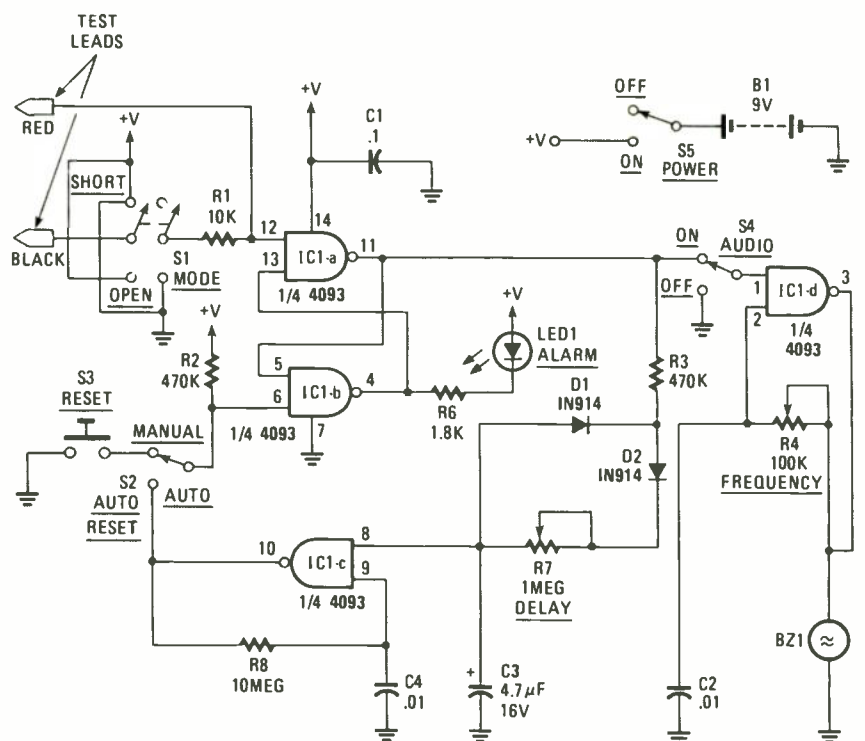 TEST
LEADS
RED
+V
SHORT
BLACK
OPEN
S1
MODE
R1
10K
+V
C1
.1
14
12
13
IC1-a
11
1/4 4093
OFF
+V
ON
S5
POWER
B1
9V
S4
AUDIO
ON
OFF
1
2
IC1-d
3
1/4
4093
+V
R2
470K
5
6
IC1-b
4
7
1/4 4093
+V
LED1
ALARM
R6
1.8K
R3
470K
D1
IN914
D2
IN914
R4
100K
FREQUENCY
S3
RESET
MANUAL
S2
AUTO
RESET
AUTO
10
IC1-c
8
9
1/4 4093
R7
1MEG
DELAY
R8
10MEG
C4
.01
+
C3
4.7µF
16V
C2
.01
BZ1
≈